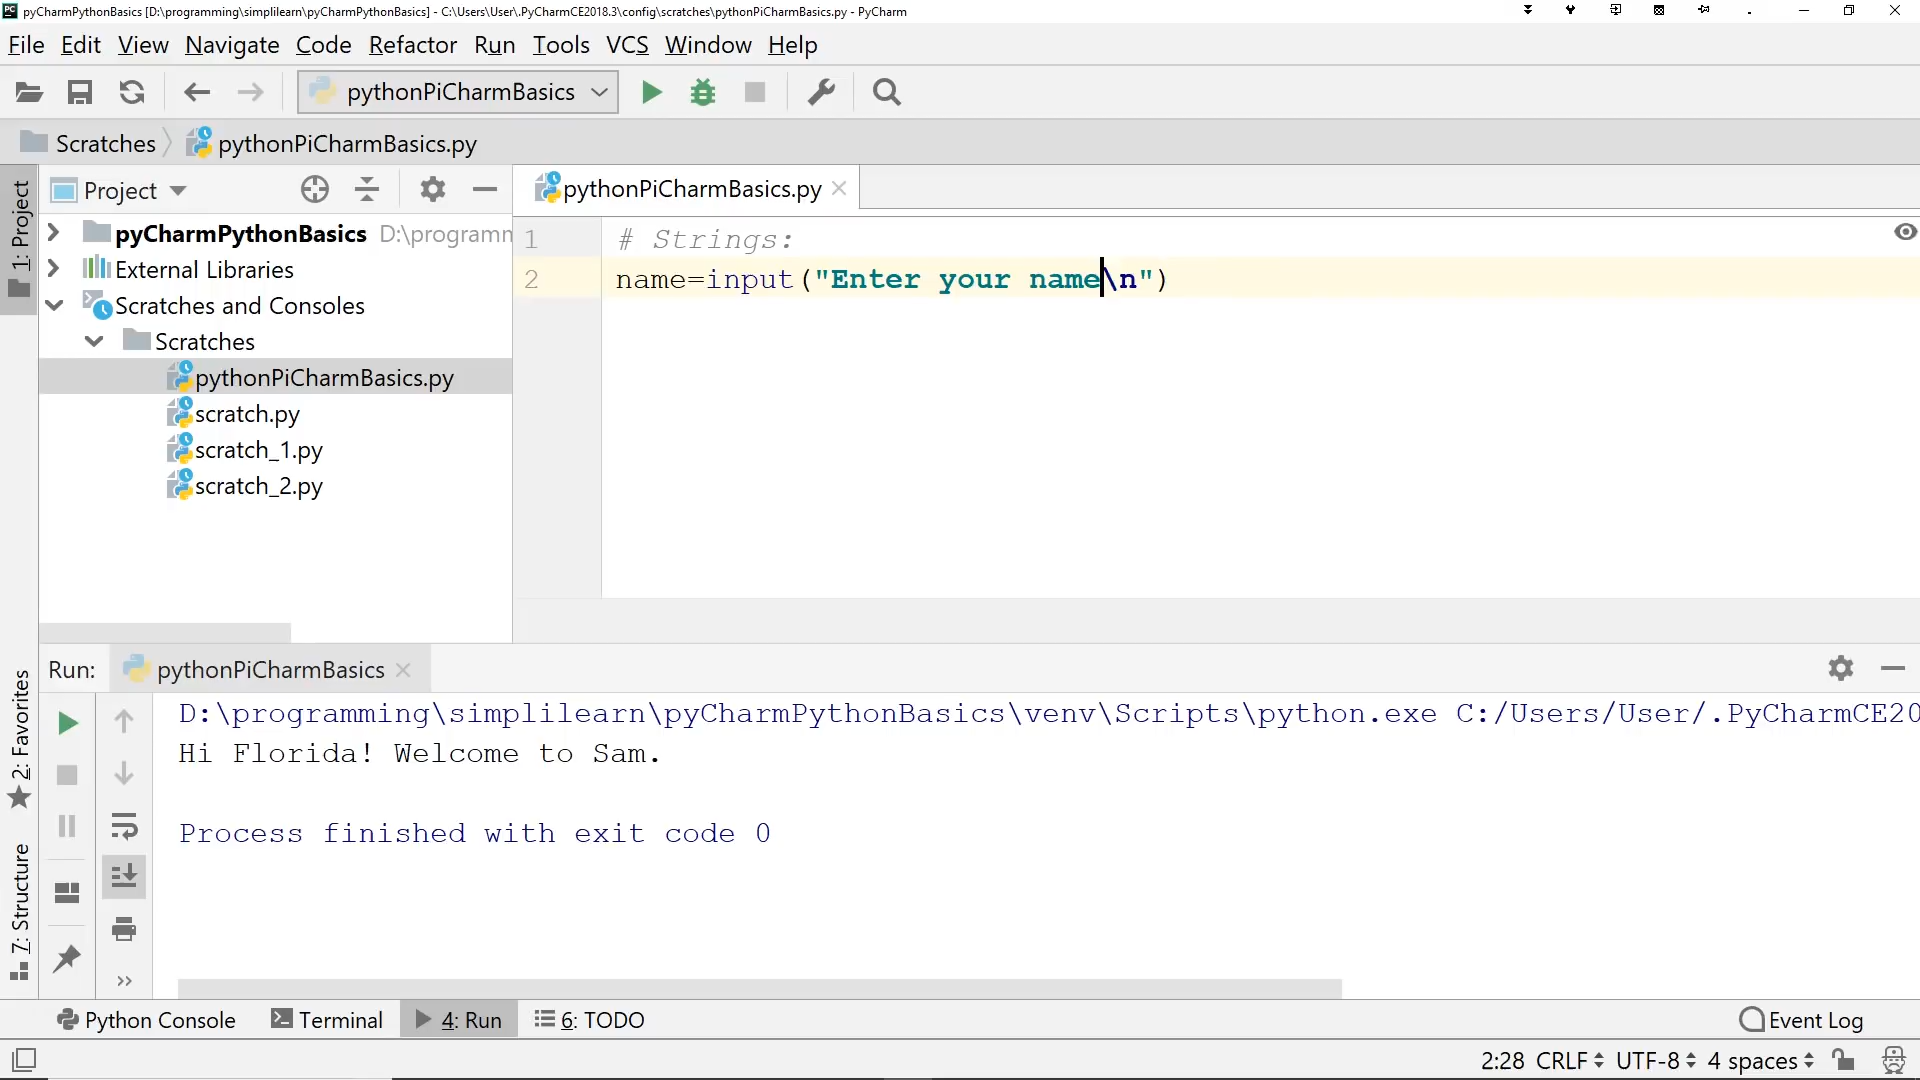 pyCharmPythonBasics [D:\programming\simplilearn\pyCharmPythonBasics] - C:\Users\User\.PyCharmCE2018.3\config\scratches\pythonPiCharmBasics.py - PyCharm
File Edit View Navigate Code Refactor Run Tools VCS Window Help
pythonPiCharmBasics
Scratches pythonPiCharmBasics.py
1: Project
Project
pyCharmPythonBasics D:\programm
External Libraries
Scratches and Consoles
Scratches
pythonPiCharmBasics.py
scratch.py
scratch_1.py
scratch_2.py
pythonPiCharmBasics.py
1 # Strings:
2 name=input("Enter your name\n")
2: Favorites
7: Structure
Run: pythonPiCharmBasics
D:\programming\simplilearn\pyCharmPythonBasics\venv\Scripts\python.exe C:/Users/User/.PyCharmCE20
Hi Florida! Welcome to Sam.
Process finished with exit code 0
Python Console Terminal 4: Run 6: TODO Event Log
2:28 CRLF UTF-8 4 spaces